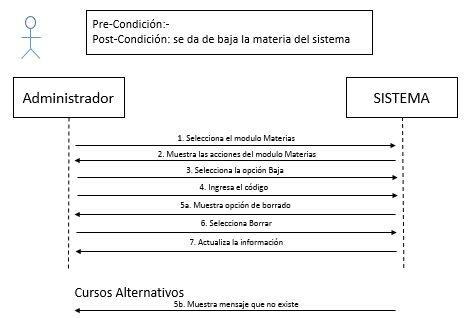 Pre-Condición:-
Post-Condición: se da de baja la materia del sistema
Administrador
SISTEMA
1. Selecciona el modulo Materias
2. Muestra las acciones del modulo Materias
3. Selecciona la opción Baja
4. Ingresa el código
5a. Muestra opción de borrado
6. Selecciona Borrar
7. Actualiza la información
Cursos Alternativos
5b. Muestra mensaje que no existe